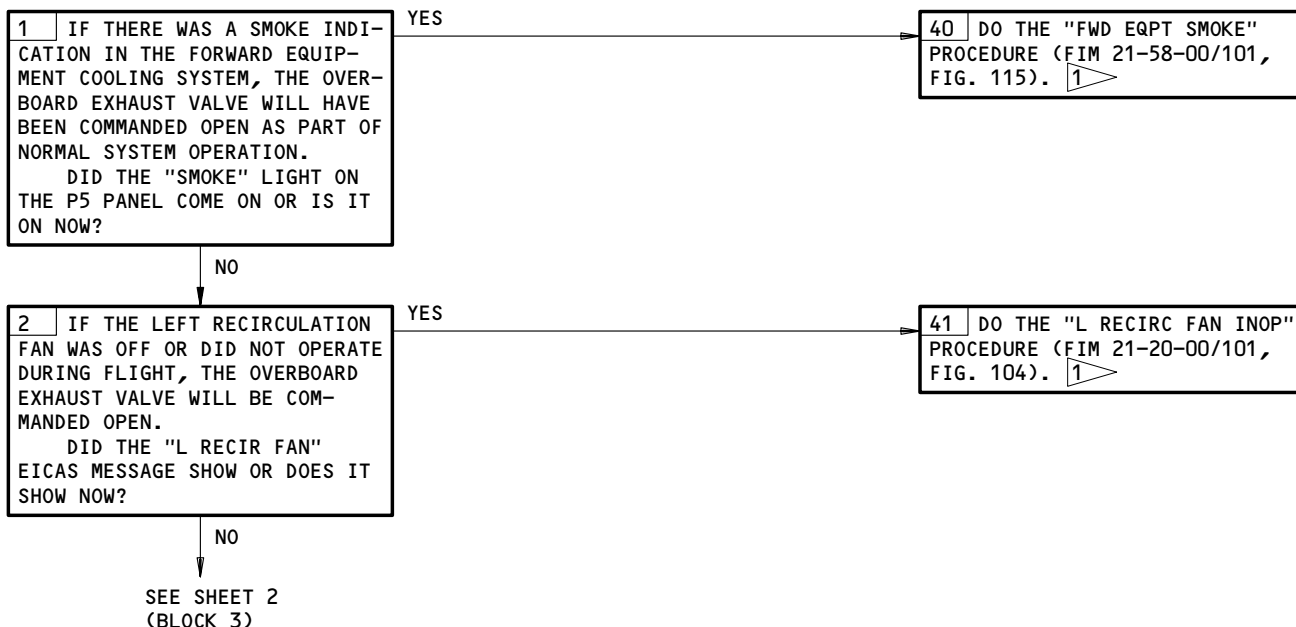 1 IF THERE WAS A SMOKE INDI-
CATION IN THE FORWARD EQUIP-
MENT COOLING SYSTEM, THE OVER-
BOARD EXHAUST VALVE WILL HAVE
BEEN COMMANDED OPEN AS PART OF
NORMAL SYSTEM OPERATION.
DID THE "SMOKE" LIGHT ON
THE P5 PANEL COME ON OR IS IT
ON NOW?
YES
40 DO THE "FWD EQPT SMOKE"
PROCEDURE (FIM 21-58-00/101,
FIG. 115). 1
NO
2 IF THE LEFT RECIRCULATION
FAN WAS OFF OR DID NOT OPERATE
DURING FLIGHT, THE OVERBOARD
EXHAUST VALVE WILL BE COM-
MANDED OPEN.
DID THE "L RECIR FAN"
EICAS MESSAGE SHOW OR DOES IT
SHOW NOW?
YES
41 DO THE "L RECIRC FAN INOP"
PROCEDURE (FIM 21-20-00/101,
FIG. 104). 1
NO
SEE SHEET 2
(BLOCK 3)